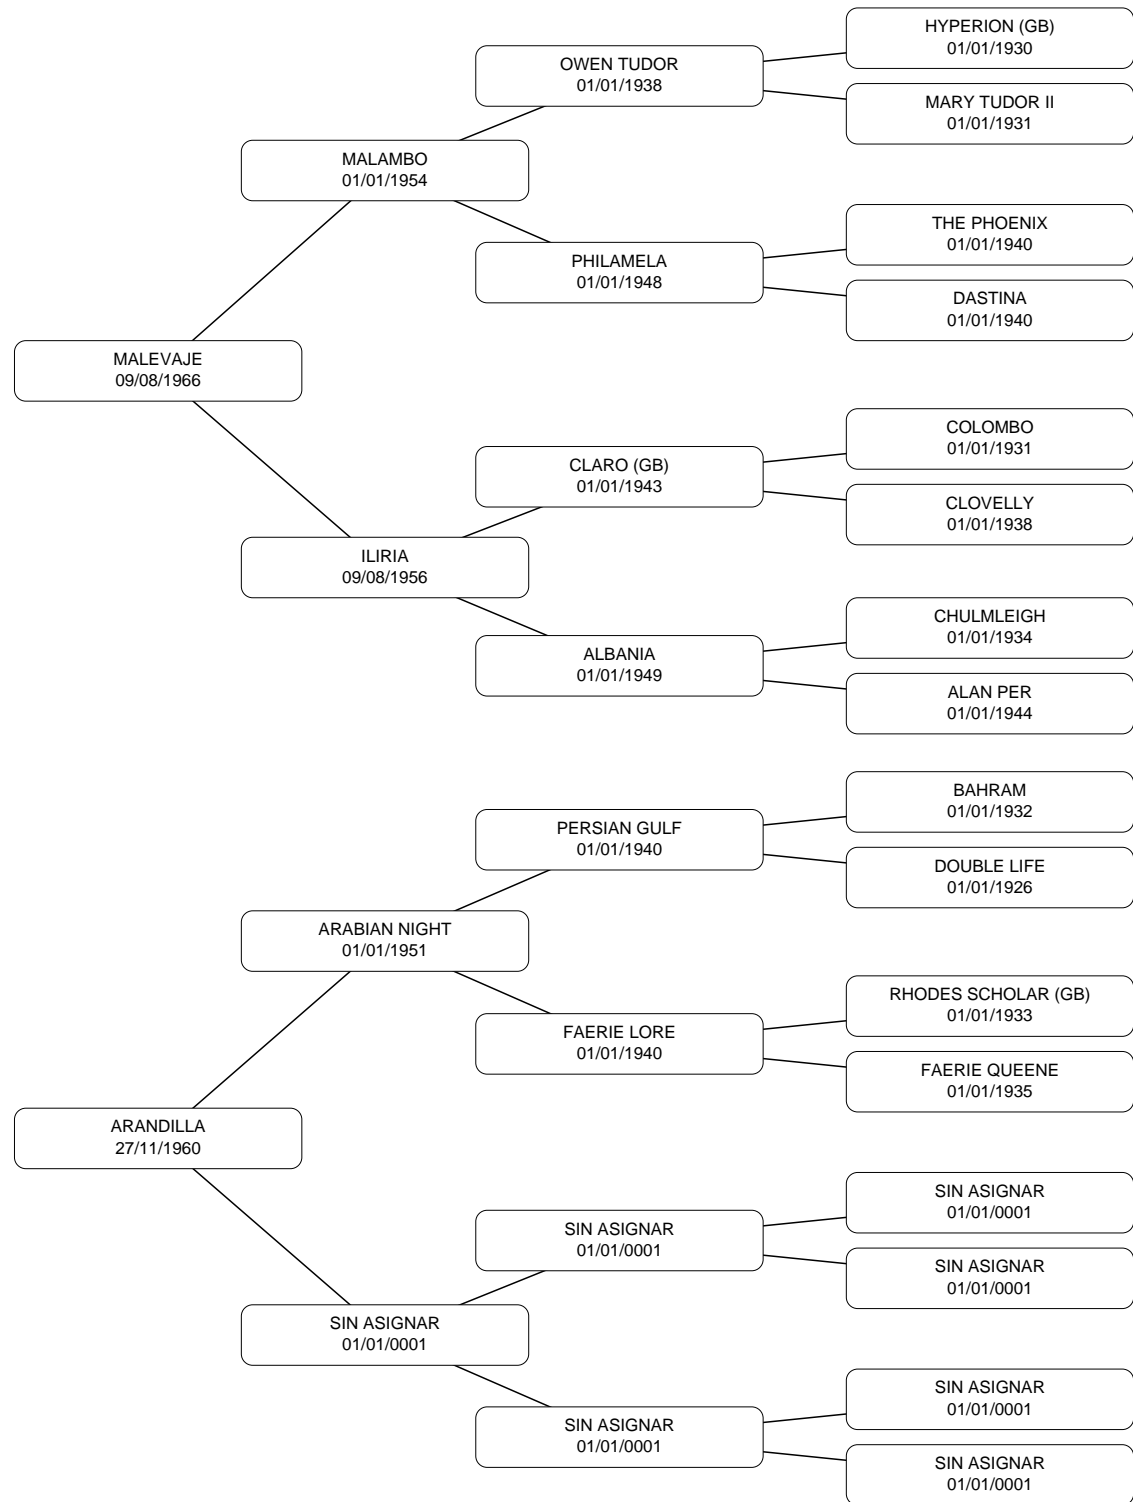 HYPERION (GB)
01/01/1930
OWEN TUDOR
01/01/1938
MARY TUDOR II
01/01/1931
MALAMBO
01/01/1954
THE PHOENIX
01/01/1940
PHILAMELA
01/01/1948
DASTINA
01/01/1940
MALEVAJE
09/08/1966
COLOMBO
01/01/1931
CLARO (GB)
01/01/1943
CLOVELLY
01/01/1938
ILIRIA
09/08/1956
CHULMLEIGH
01/01/1934
ALBANIA
01/01/1949
ALAN PER
01/01/1944
BAHRAM
01/01/1932
PERSIAN GULF
01/01/1940
DOUBLE LIFE
01/01/1926
ARABIAN NIGHT
01/01/1951
RHODES SCHOLAR (GB)
01/01/1933
FAERIE LORE
01/01/1940
FAERIE QUEENE
01/01/1935
ARANDILLA
27/11/1960
SIN ASIGNAR
01/01/0001
SIN ASIGNAR
01/01/0001
SIN ASIGNAR
01/01/0001
SIN ASIGNAR
01/01/0001
SIN ASIGNAR
01/01/0001
SIN ASIGNAR
01/01/0001
SIN ASIGNAR
01/01/0001